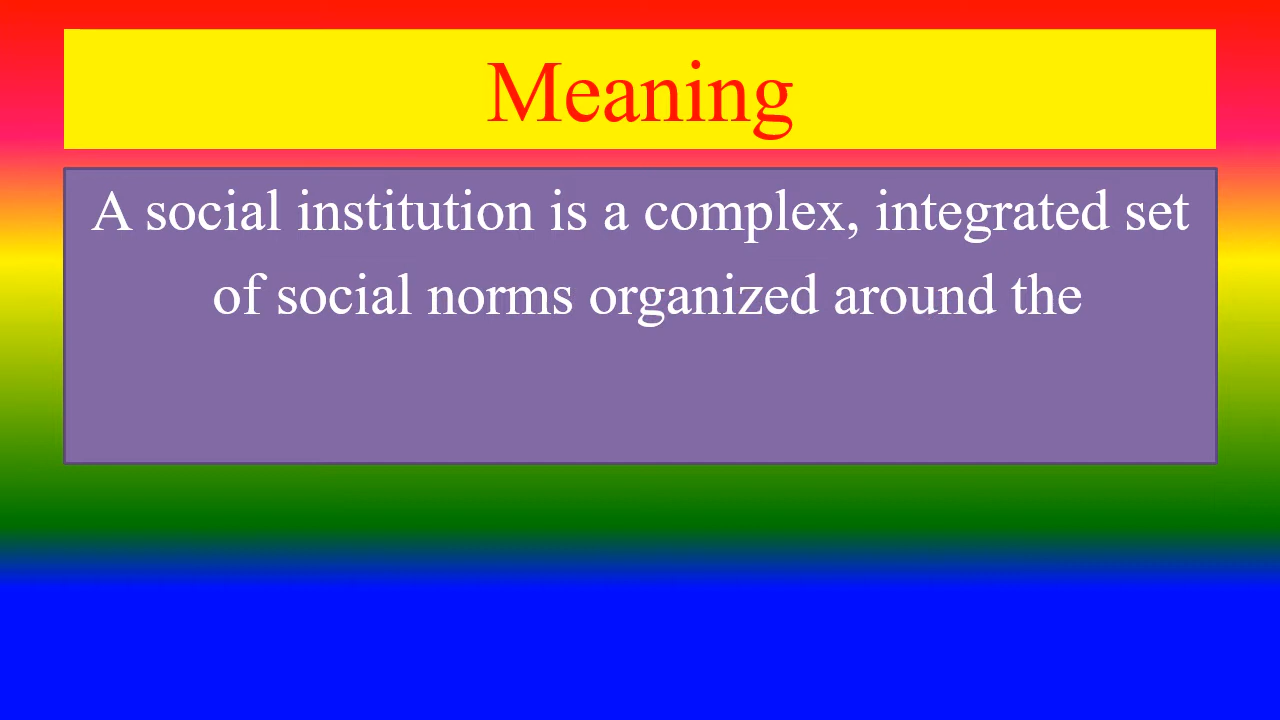 Meaning
A social institution is a complex, integrated set
of social norms organized around the